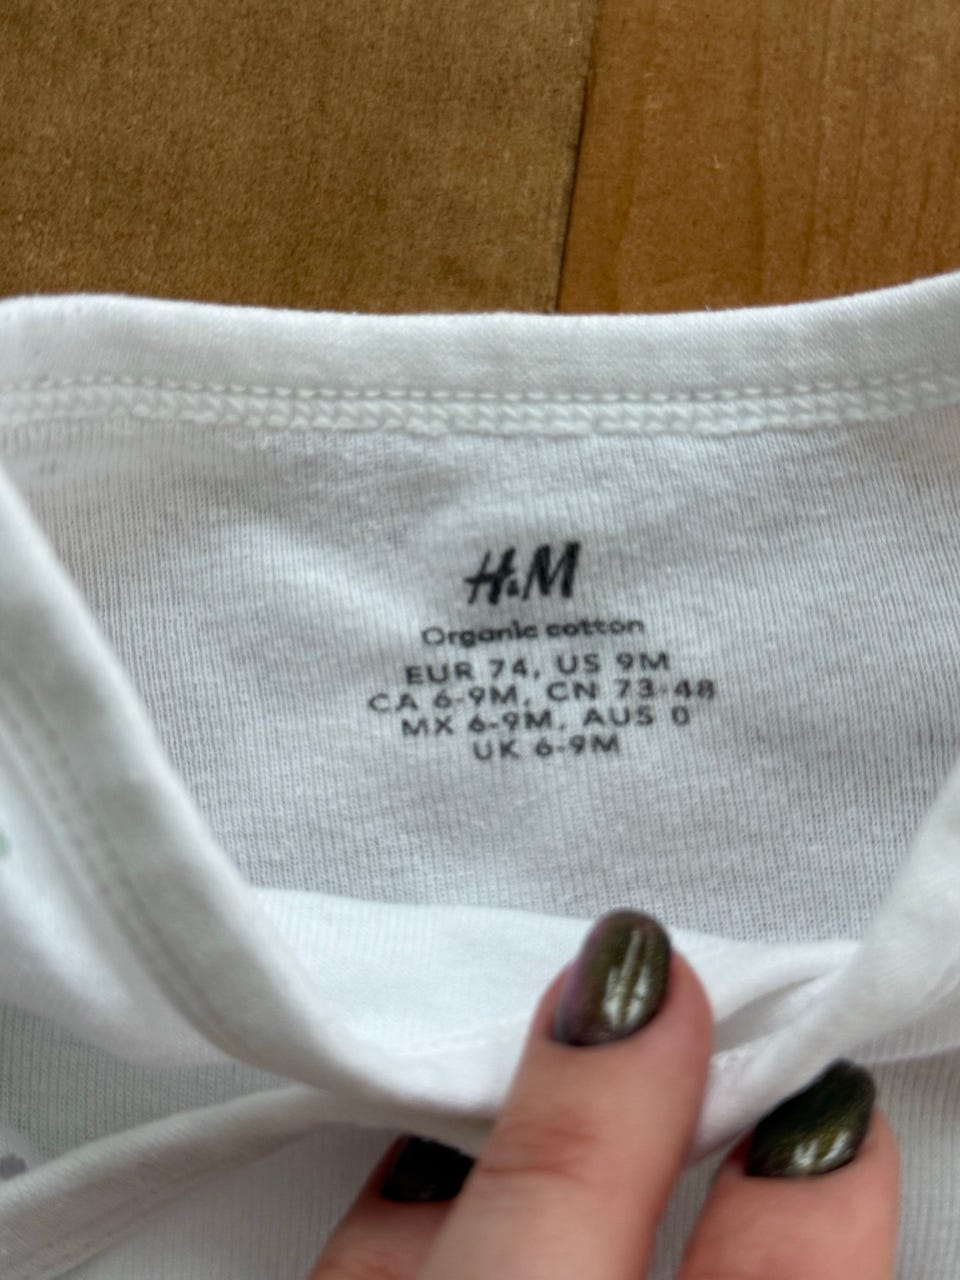 H&M
Organic cotton
EUR 74, US 9M
CA 6-9M, CN 73-48
MX 6-9M, AUS 0
UK 6-9M